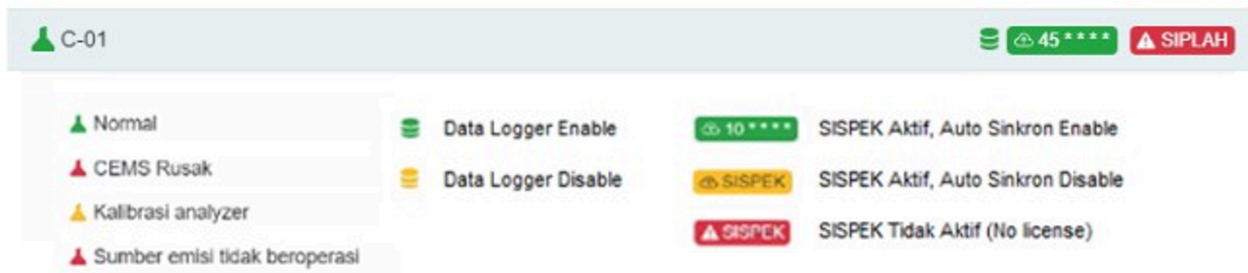 C-01 45**** SIPLAH
Normal
CEMS Rusak
Kalibrasi analyzer
Sumber emisi tidak beroperasi
Data Logger Enable
Data Logger Disable
10**** SISPEK Aktif, Auto Sinkron Enable
SISPEK SISPEK Aktif, Auto Sinkron Disable
SISPEK SISPEK Tidak Aktif (No license)